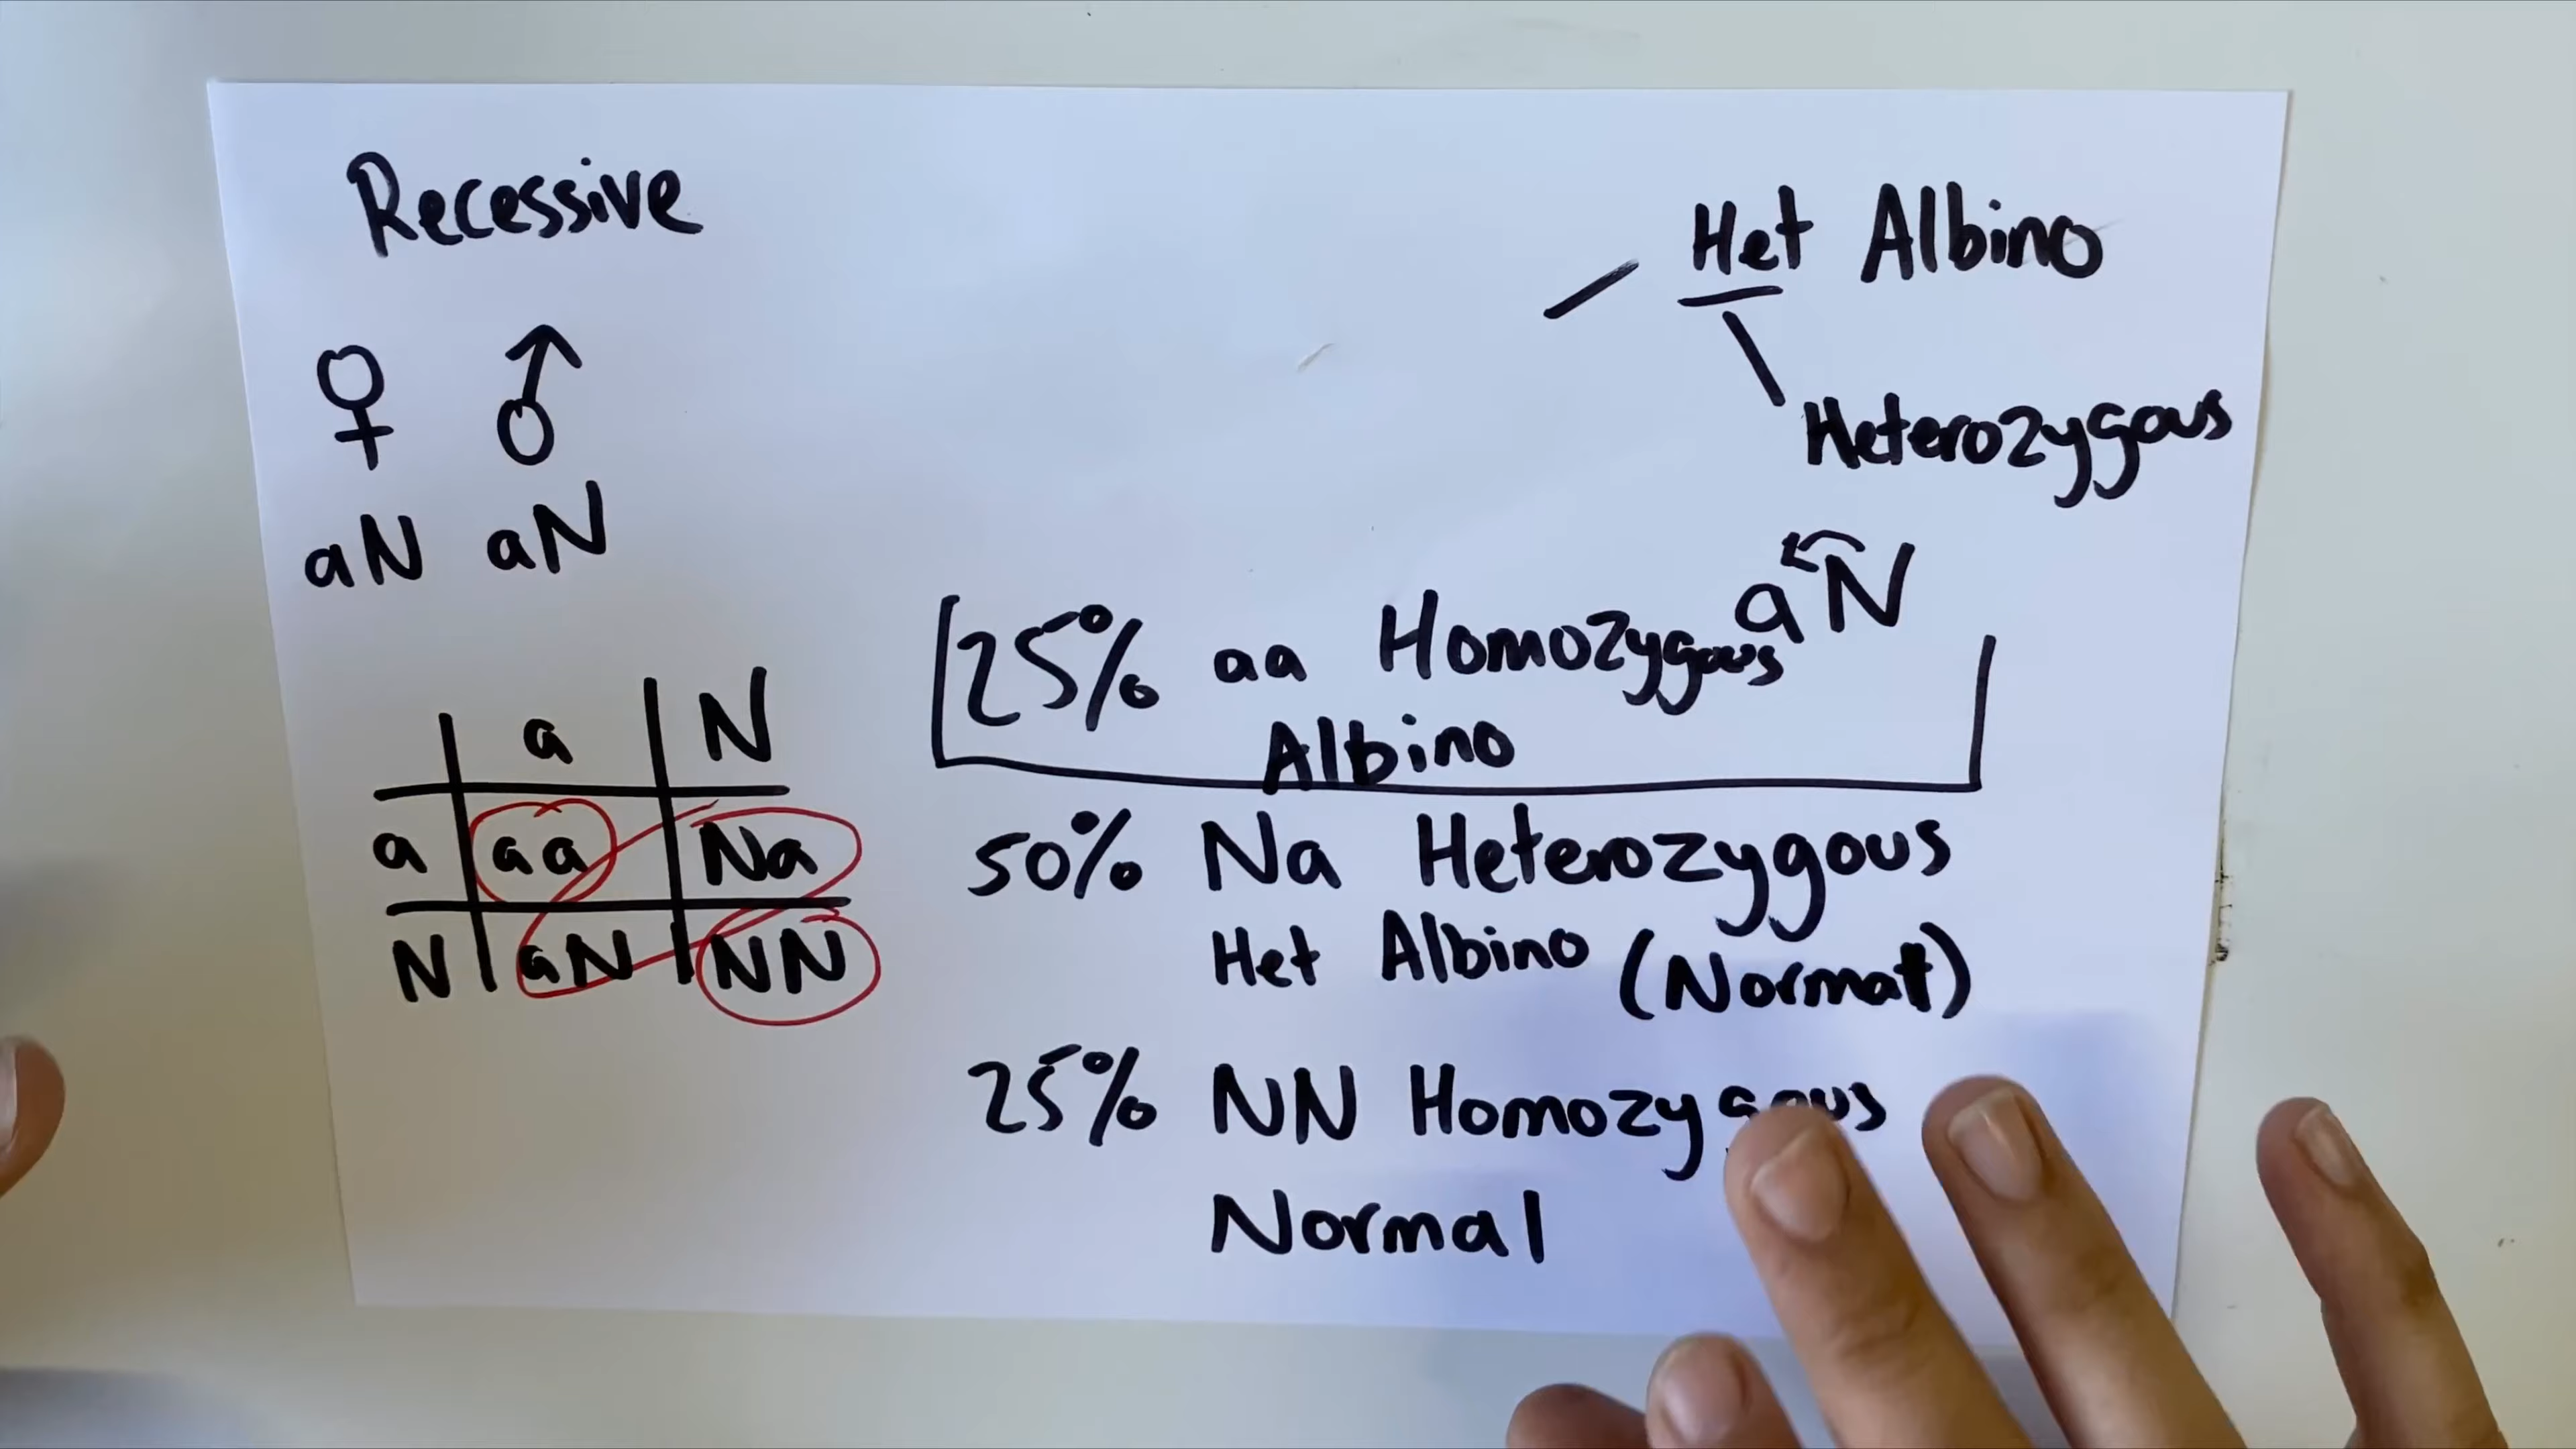 Recessive
♀ ♂
aN aN
a N
a aa Na
N aN NN
Het Albino
Heterozygous
aN
25% aa Homozygous
Albino
50% Na Heterozygous
Het Albino (Normal)
25% NN Homozygous
Normal